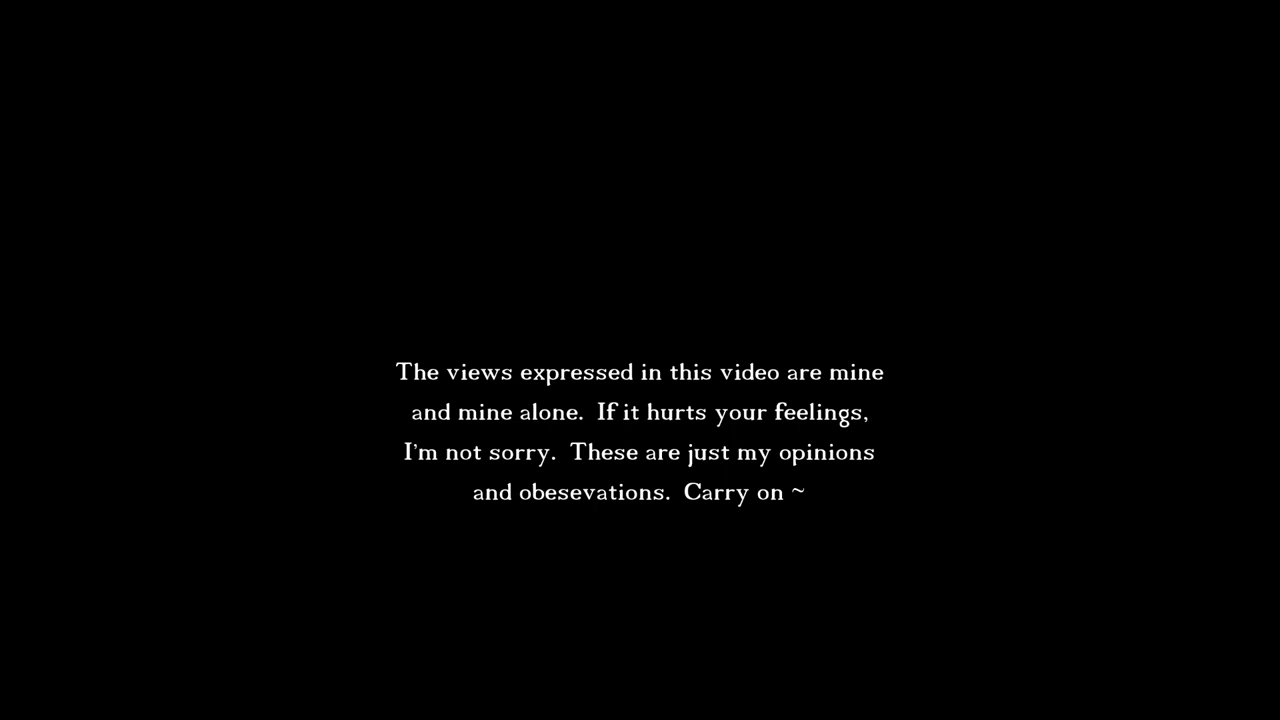 The views expressed in this video are mine
and mine alone.  If it hurts your feelings,
I'm not sorry.  These are just my opinions
and obesevations.  Carry on ~